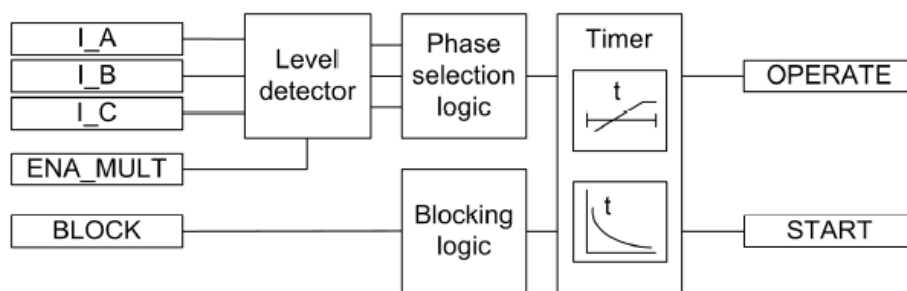 I_A
I_B
I_C
ENA_MULT
BLOCK
Level
detector
Phase
selection
logic
Blocking
logic
Timer
t
t
OPERATE
START